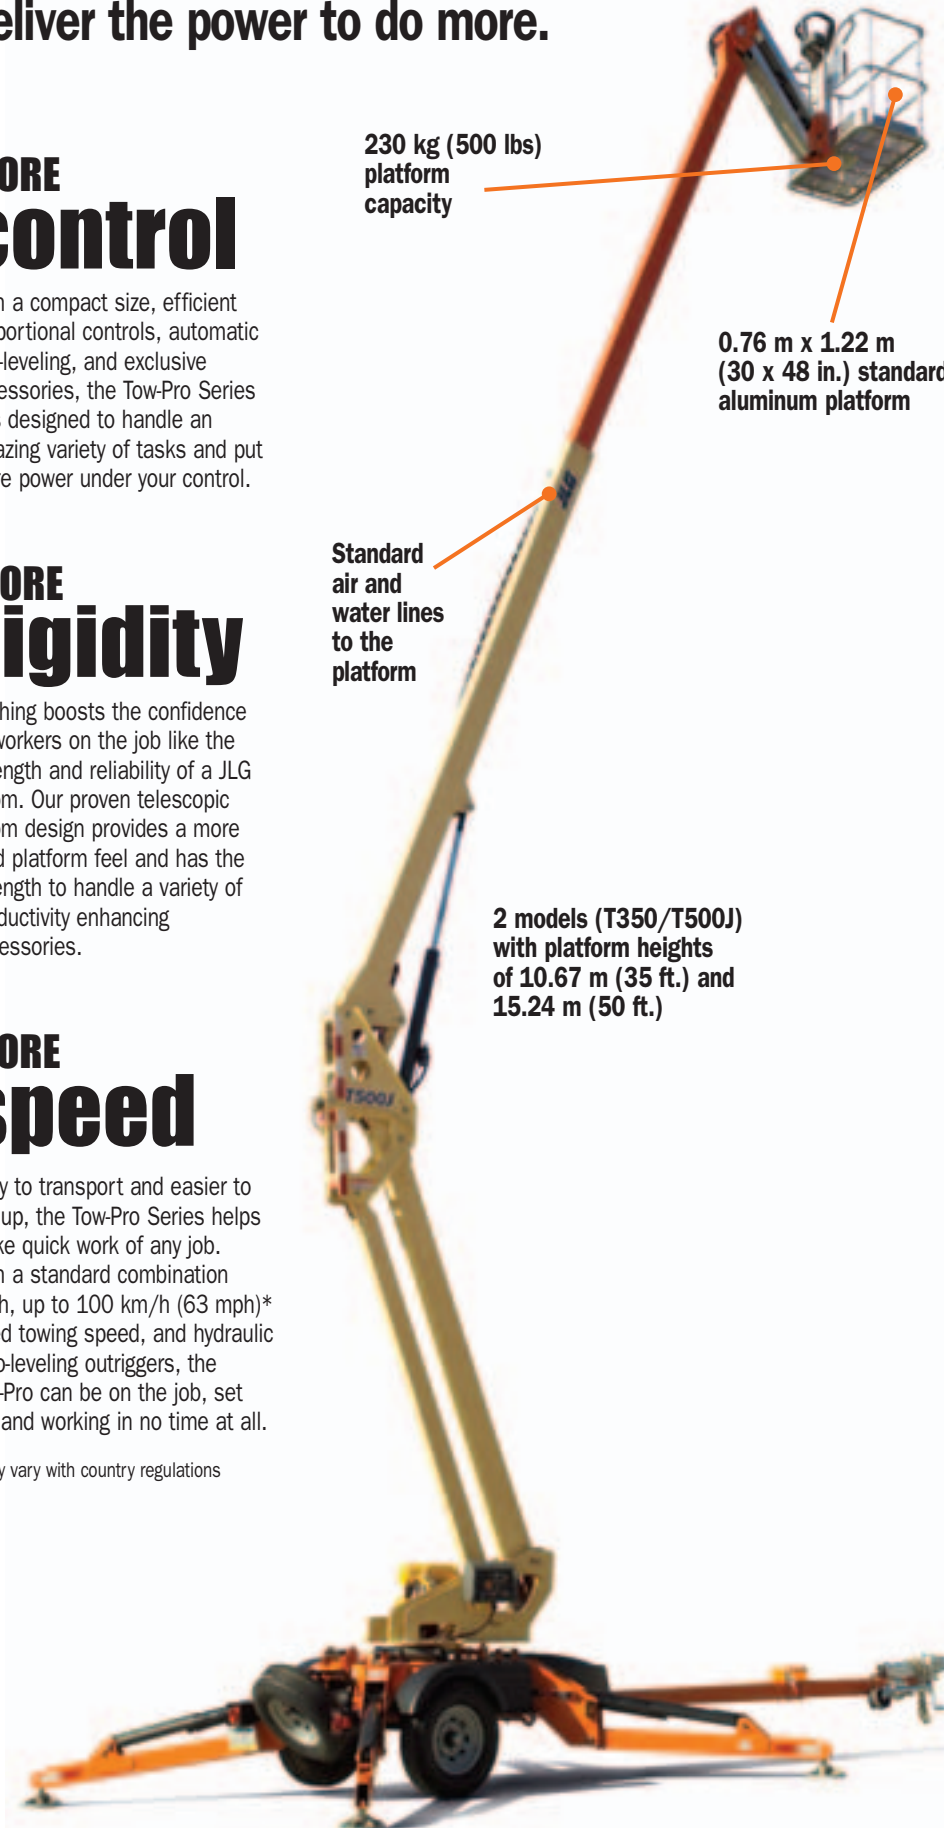 eliver the power to do more.
ORE
control
n a compact size, efficient
portional controls, automatic
-leveling, and exclusive
essories, the Tow-Pro Series
s designed to handle an
azing variety of tasks and put
e power under your control.
ORE
igidity
hing boosts the confidence
workers on the job like the
ength and reliability of a JLG
om. Our proven telescopic
om design provides a more
d platform feel and has the
ength to handle a variety of
ductivity enhancing
essories.
ORE
speed
y to transport and easier to
up, the Tow-Pro Series helps
ke quick work of any job.
h a standard combination
h, up to 100 km/h (63 mph)*
d towing speed, and hydraulic
o-leveling outriggers, the
-Pro can be on the job, set
and working in no time at all.
y vary with country regulations
230 kg (500 lbs)
platform
capacity
0.76 m x 1.22 m
(30 x 48 in.) standard
aluminum platform
JLG
Standard
air and
water lines
to the
platform
2 models (T350/T500J)
with platform heights
of 10.67 m (35 ft.) and
15.24 m (50 ft.)
T500J